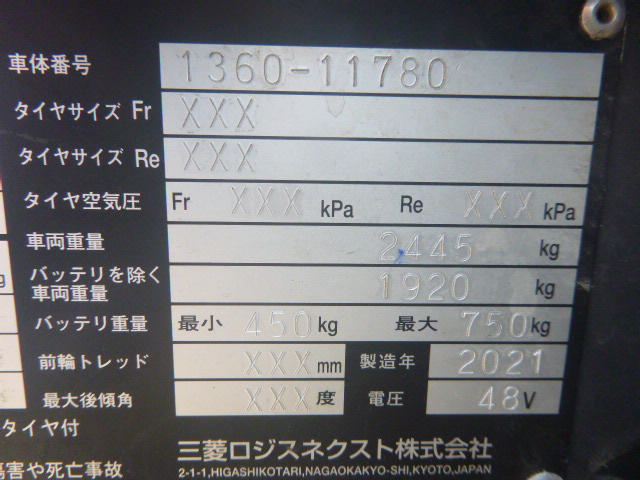 車体番号 1360-11780
タイヤサイズ Fr XXX
タイヤサイズ Re XXX
タイヤ空気圧 Fr XXX kPa Re XXX kPa
車両重量 2445 kg
バッテリを除く
車両重量 1920 kg
バッテリ重量 最小 450 kg 最大 750 kg
前輪トレッド XXX mm 製造年 2021
最大後傾角 XXX 度 電圧 48 V
タイヤ付
三菱ロジスネクスト株式会社
傷害や死亡事故 2-1-1,HIGASHIKOTARI,NAGAOKAKYO-SHI,KYOTO,JAPAN